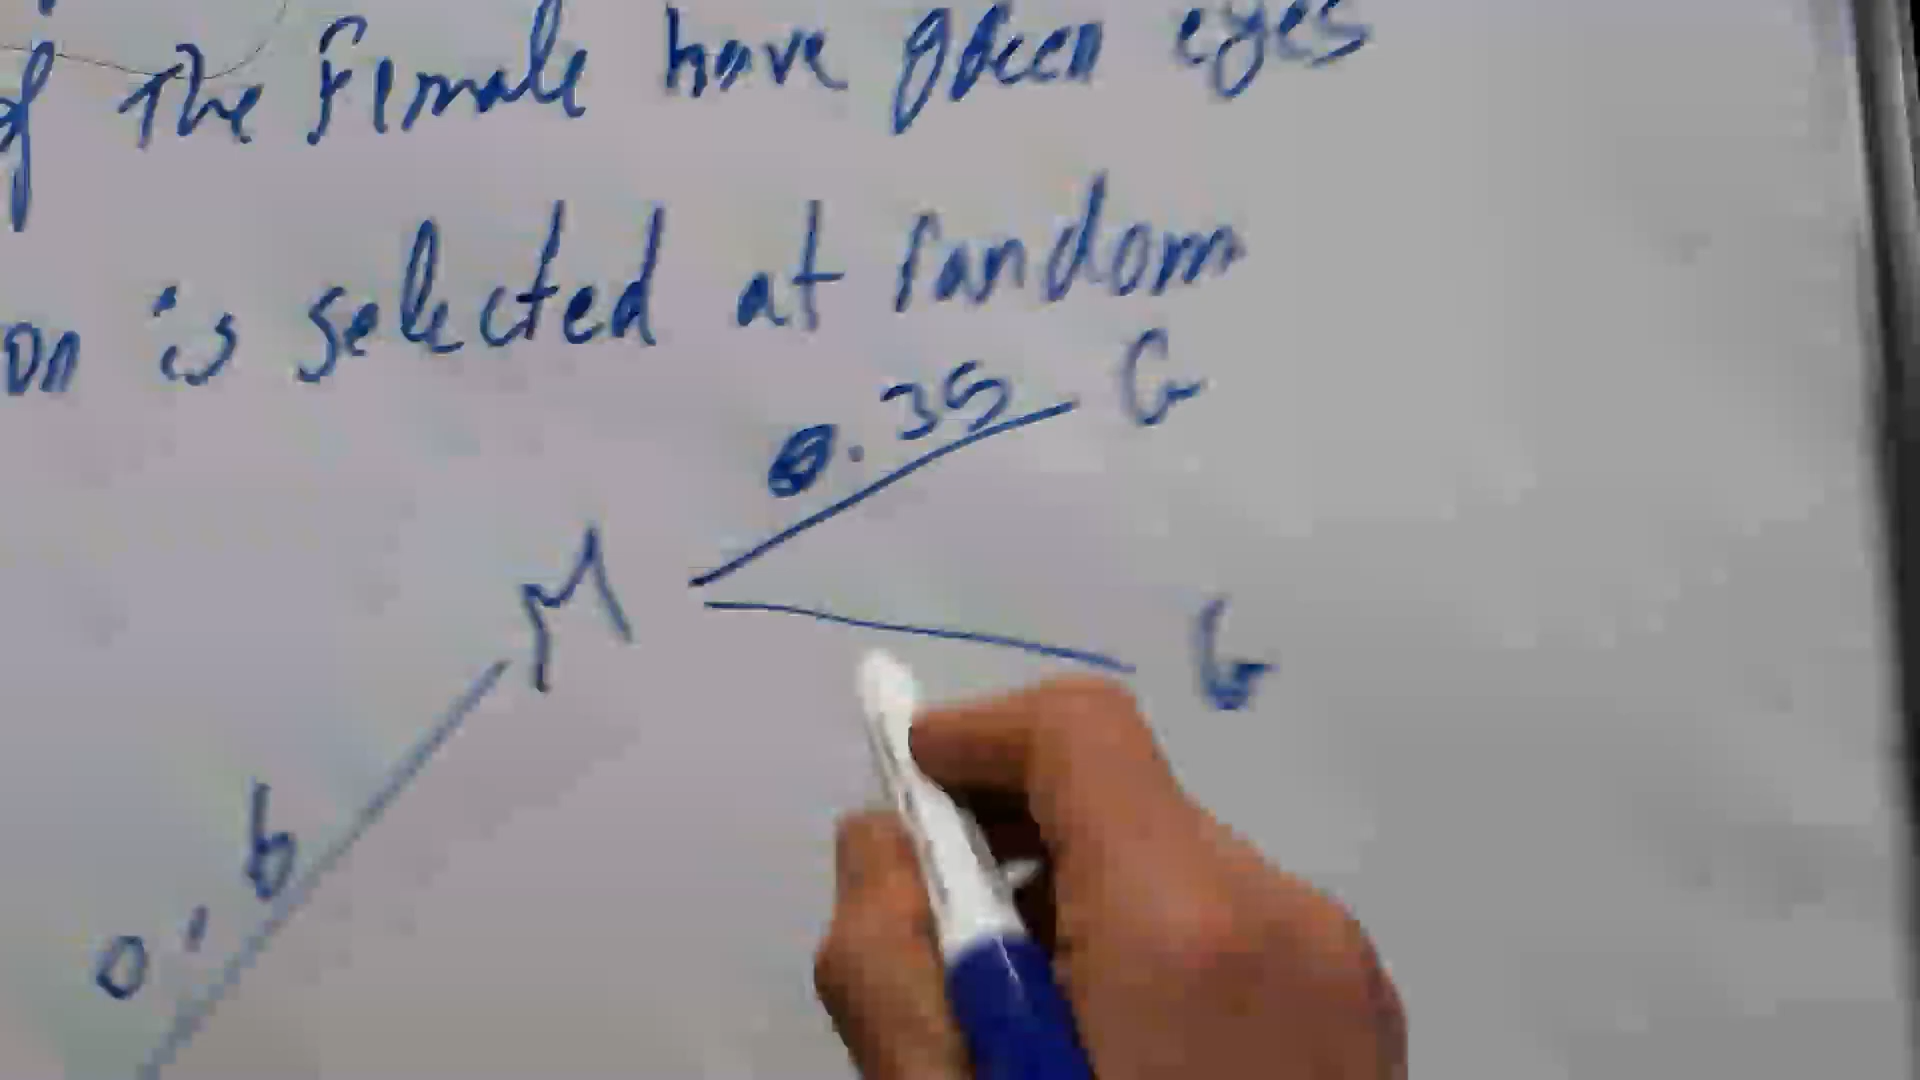 of The Female have green eyes
on is selected at random
0.35 G
M
G
0.6